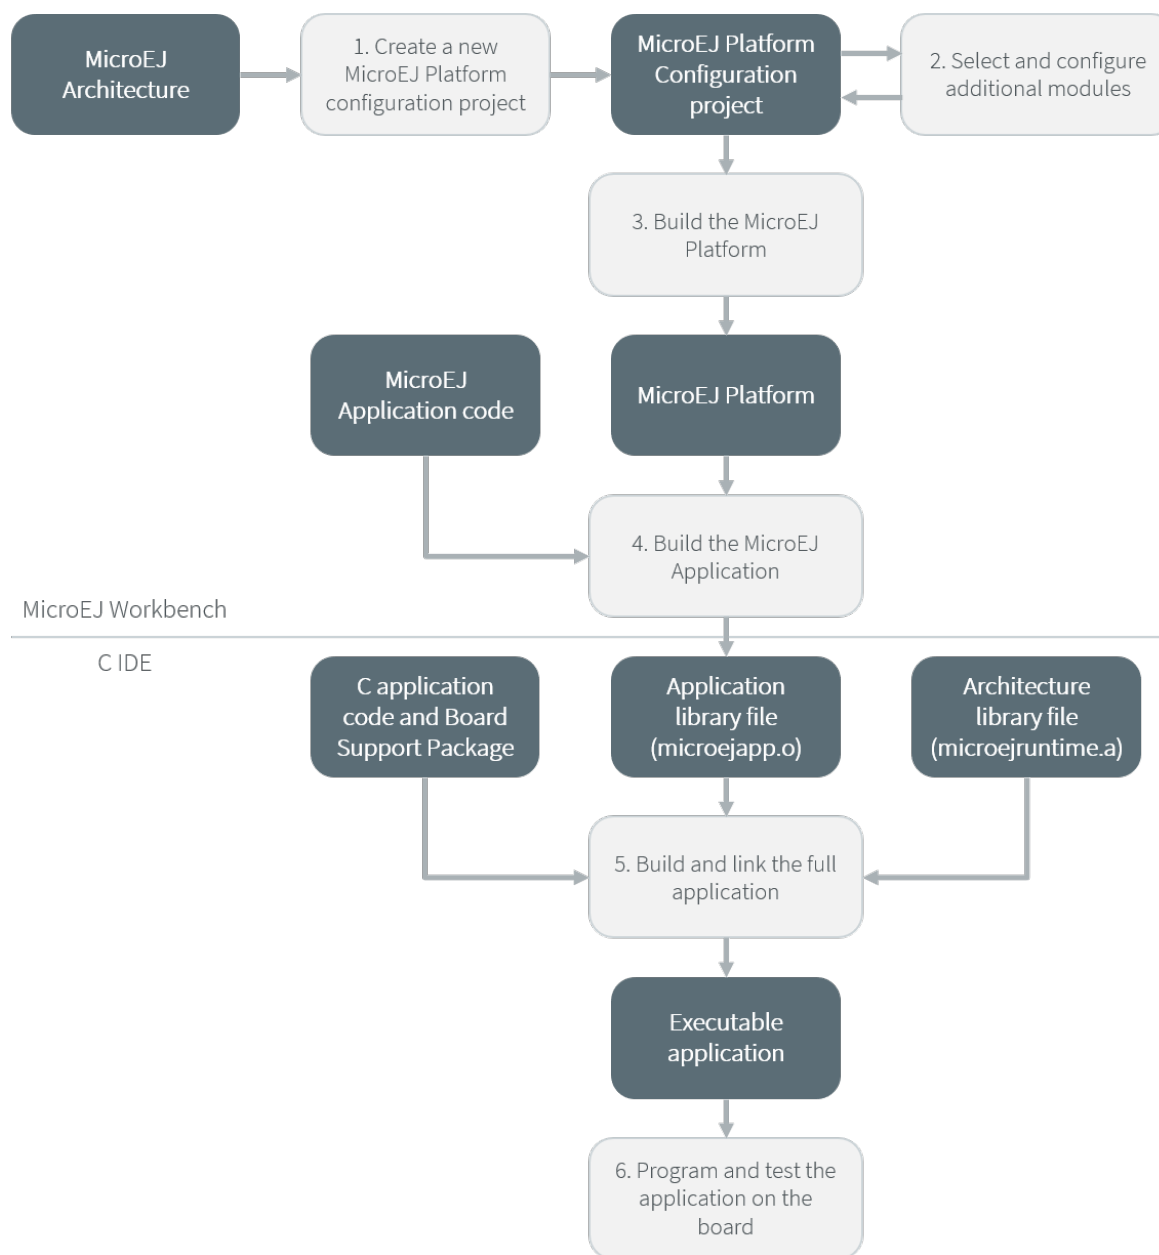 MicroEJ
Architecture
1. Create a new
MicroEJ Platform
configuration project
MicroEJ Platform
Configuration
project
2. Select and configure
additional modules
3. Build the MicroEJ
Platform
MicroEJ
Application code
MicroEJ Platform
4. Build the MicroEJ
Application
MicroEJ Workbench
C IDE
C application
code and Board
Support Package
Application
library file
(microejapp.o)
Architecture
library file
(microejruntime.a)
5. Build and link the full
application
Executable
application
6. Program and test the
application on the
board